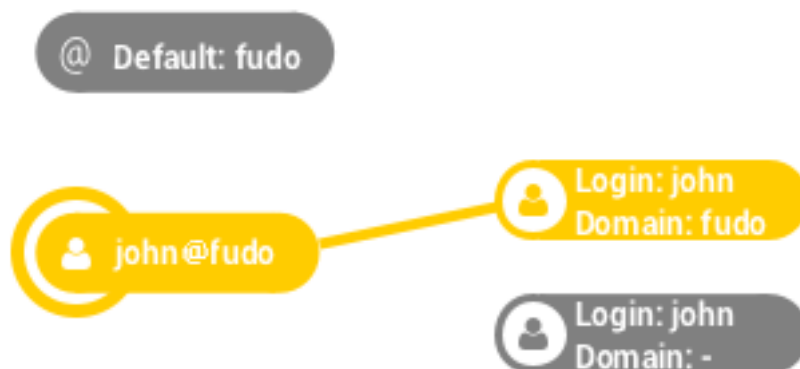 @ Default: fudo
john@fudo
Login: john
Domain: fudo
Login: john
Domain: -